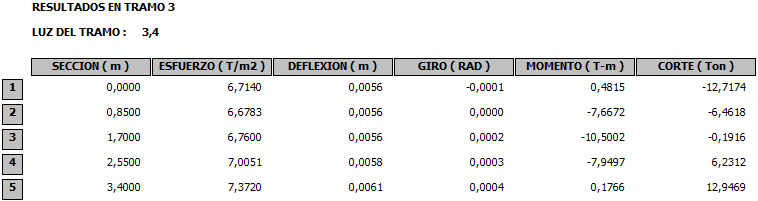 RESULTADOS EN TRAMO 3
LUZ DEL TRAMO : 3,4
SECCION ( m ) ESFUERZO ( T/m2 ) DEFLEXION ( m ) GIRO ( RAD ) MOMENTO ( T-m ) CORTE ( Ton )
1 0,0000 6,7140 0,0056 -0,0001 0,4815 -12,7174
2 0,8500 6,6783 0,0056 0,0000 -7,6672 -6,4618
3 1,7000 6,7600 0,0056 0,0002 -10,5002 -0,1916
4 2,5500 7,0051 0,0058 0,0003 -7,9497 6,2312
5 3,4000 7,3720 0,0061 0,0004 0,1766 12,9469